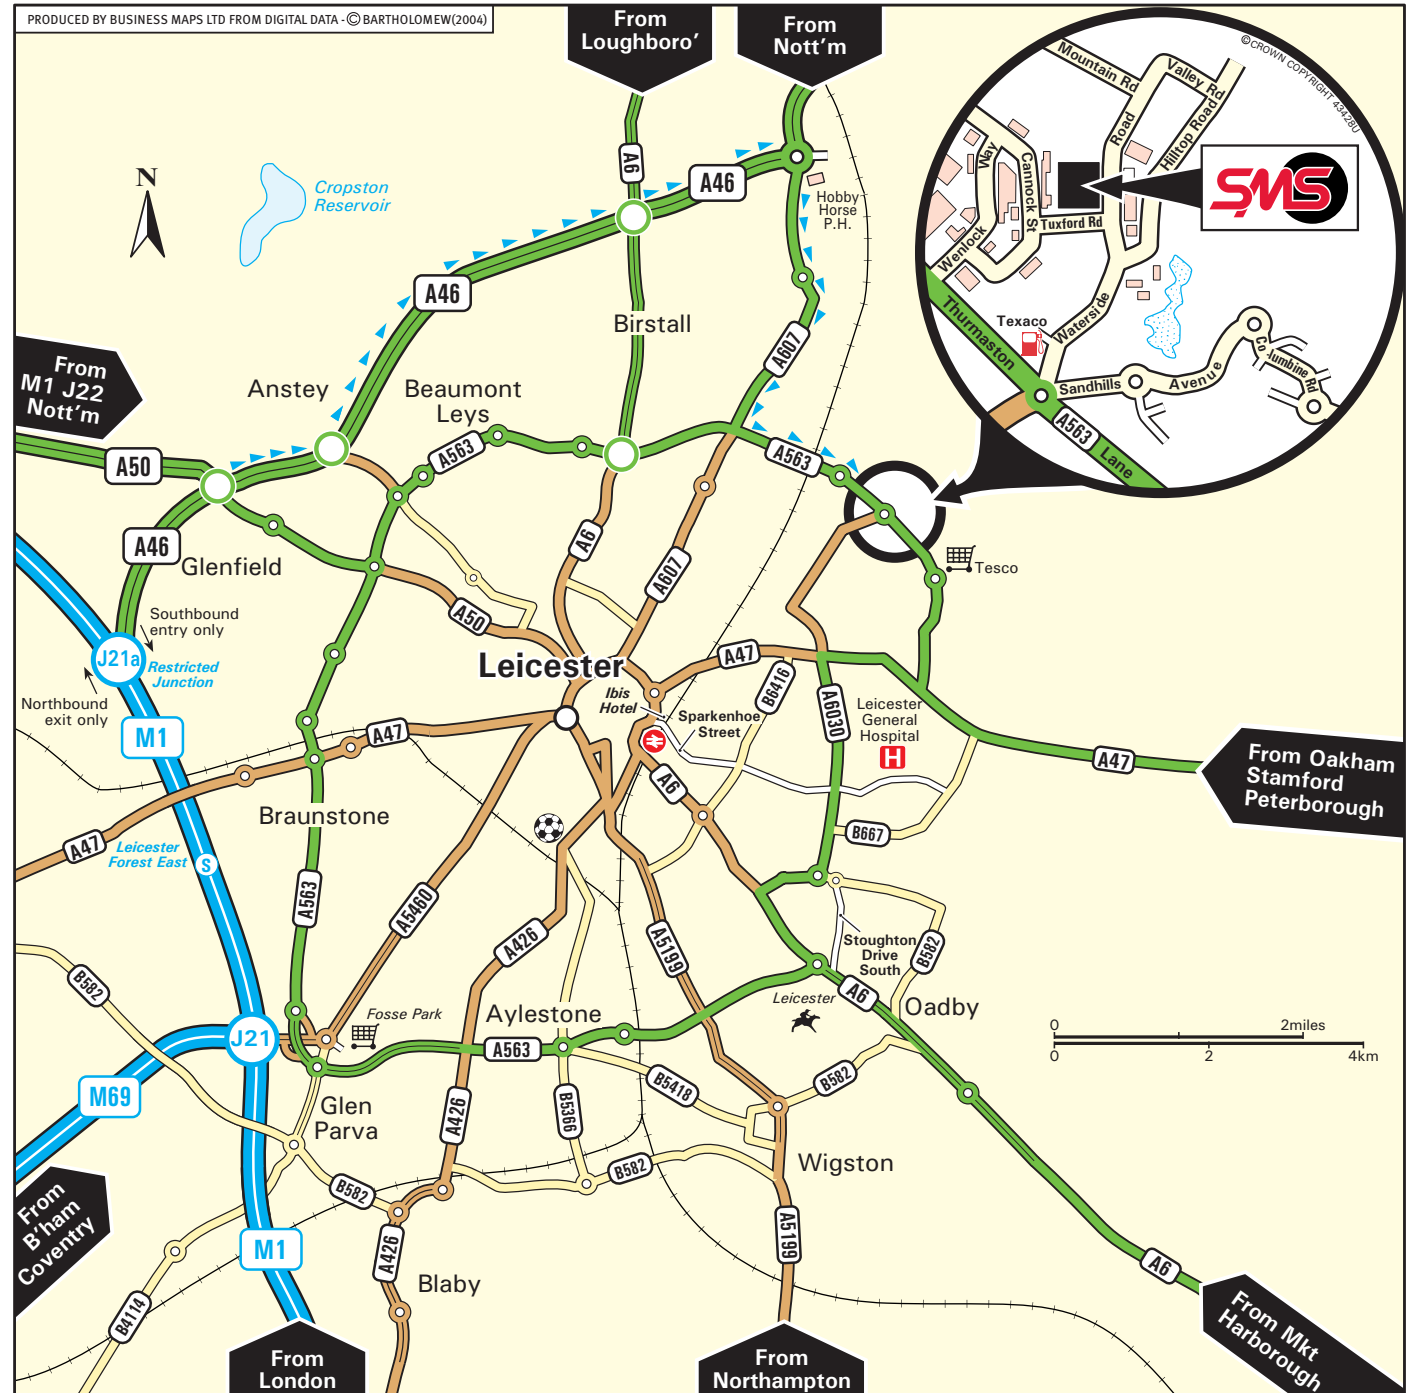 PRODUCED BY BUSINESS MAPS LTD FROM DIGITAL DATA - © BARTHOLOMEW(2004)
From
Loughboro'
From
Nott'm
©CROWN COPYRIGHT 43428U
Mountain Rd
Valley Rd
Road
Hilltop Road
Way
Cannock St
Tuxford Rd
Wenlock
SMS
Thurmaston
Texaco
Waterside
Sandhills
Avenue
Columbine Rd
A563
Lane
N
Cropston
Reservoir
A6
A46
Hobby
Horse
P.H.
A46
Birstall
A607
From
M1 J22
Nott'm
Anstey
Beaumont
Leys
A563
A563
A50
A46
Glenfield
A6
A607
Tesco
Southbound
entry only
A50
J21a
Restricted
Junction
Northbound
exit only
Leicester
A47
B6416
Ibis
Hotel
Sparkenhoe
Street
A6030
Leicester
General
Hospital
H
M1
A47
A47
From Oakham
Stamford
Peterborough
A6
Braunstone
B667
A47
Leicester
Forest East
S
A563
A5460
A426
A5199
Stoughton
Drive
South
B582
B582
A6
Leicester
Oadby
Fosse Park
Aylestone
J21
A563
0
2miles
0
2
4km
M69
B5418
B582
Glen
Parva
A426
B5366
Wigston
B582
B582
From
B'ham
Coventry
M1
A426
A5199
A6
Blaby
B4114
From Mkt
Harborough
From
London
From
Northampton